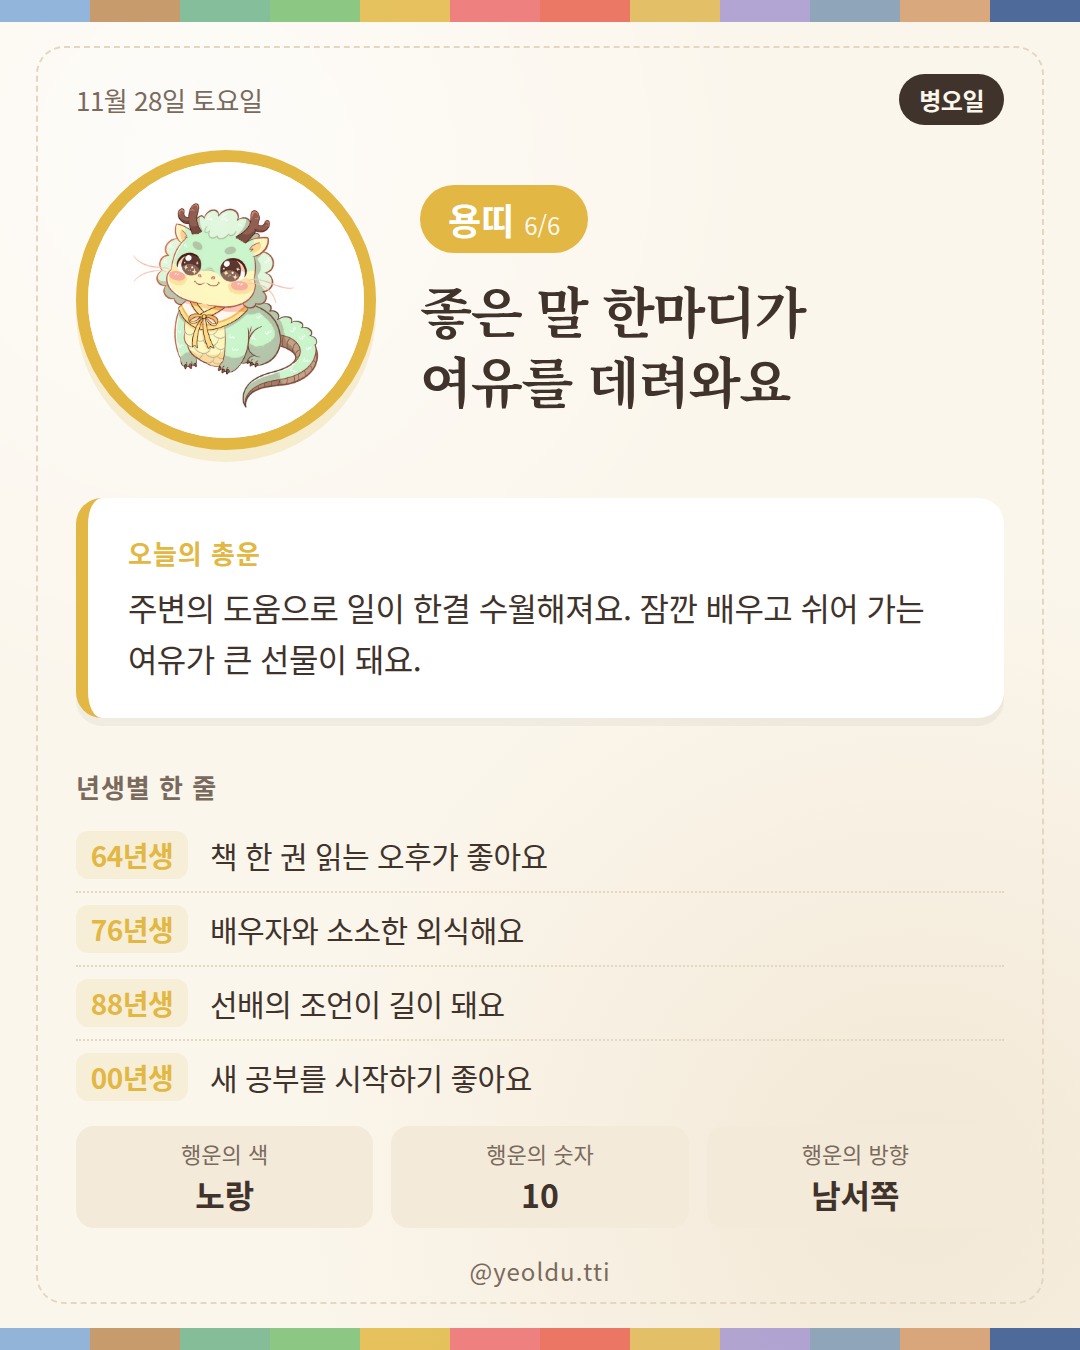 11월 28일 토요일
병오일
용띠 6/6
좋은 말 한마디가
여유를 데려와요
오늘의 총운
주변의 도움으로 일이 한결 수월해져요. 잠깐 배우고 쉬어 가는
여유가 큰 선물이 돼요.
년생별 한 줄
64년생 책 한 권 읽는 오후가 좋아요
76년생 배우자와 소소한 외식해요
88년생 선배의 조언이 길이 돼요
00년생 새 공부를 시작하기 좋아요
행운의 색
노랑
행운의 숫자
10
행운의 방향
남서쪽
@yeoldu.tti